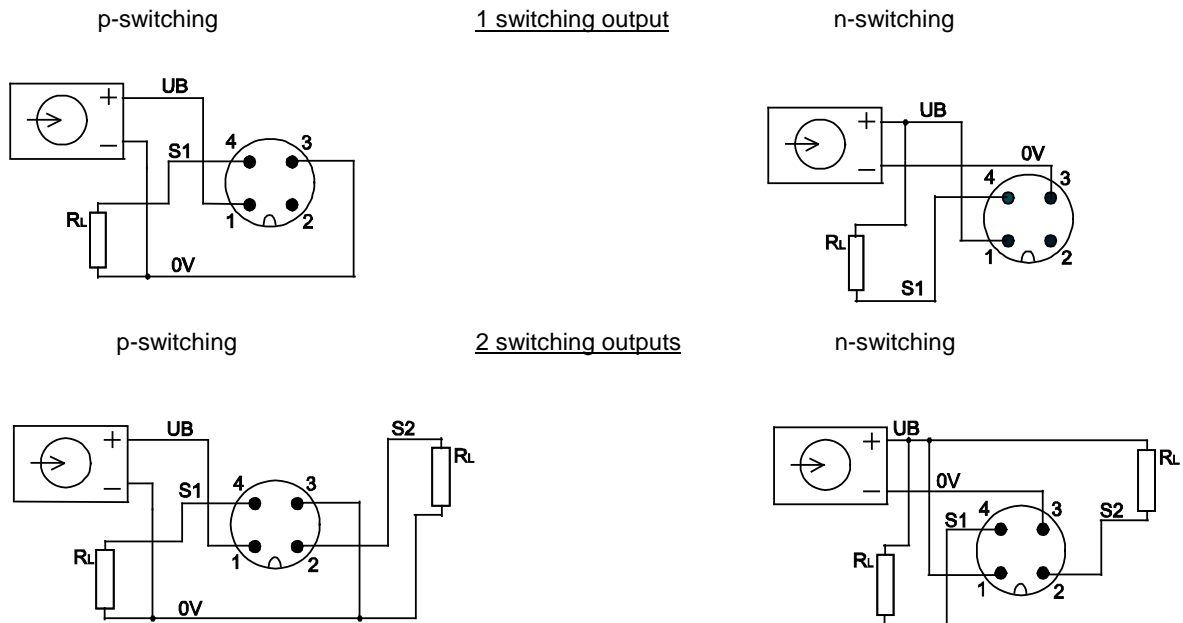 p-switching 1 switching output n-switching
UB
+
−
S1
4 3
1 2
RL
0V
UB
+
−
0V
4 3
1 2
RL
S1
p-switching 2 switching outputs n-switching
UB
+
−
S1
4 3
1 2
S2
RL
RL
0V
UB
+
−
0V
S1
4 3
1 2
S2
RL
RL